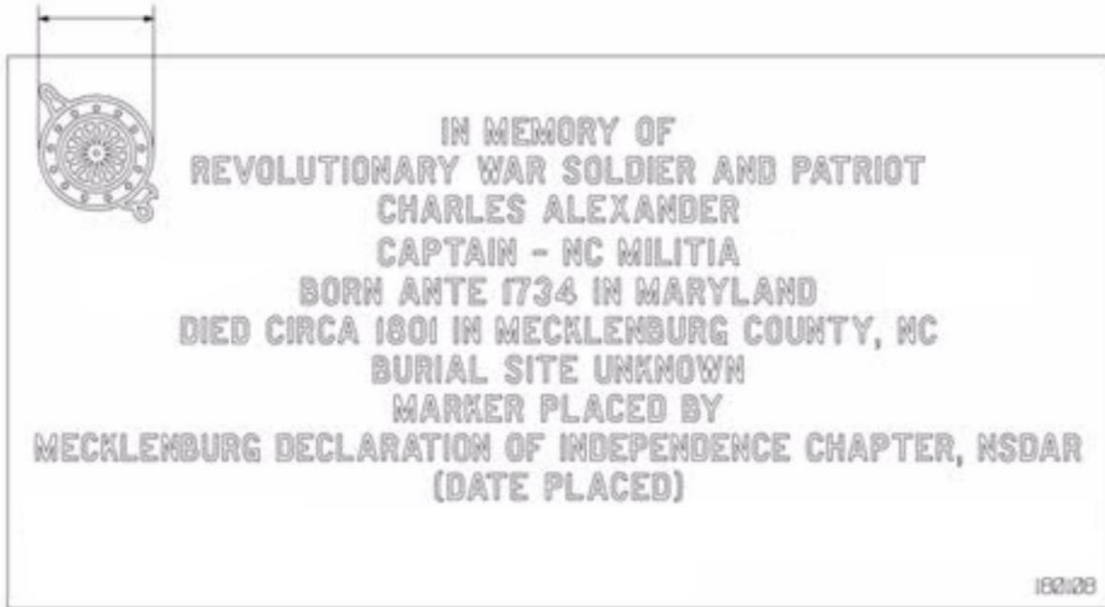 IN MEMORY OF
REVOLUTIONARY WAR SOLDIER AND PATRIOT
CHARLES ALEXANDER
CAPTAIN - NC MILITIA
BORN ANTE 1734 IN MARYLAND
DIED CIRCA 1801 IN MECKLENBURG COUNTY, NC
BURIAL SITE UNKNOWN
MARKER PLACED BY
MECKLENBURG DECLARATION OF INDEPENDENCE CHAPTER, NSDAR
(DATE PLACED)
180108